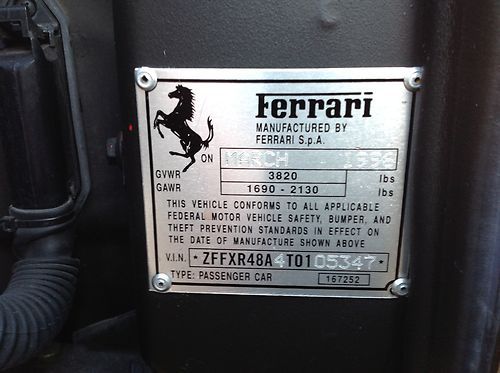 Ferrari
MANUFACTURED BY
FERRARI S.p.A.
ON MARCH 1996
GVWR 3820 lbs
GAWR 1690 - 2130 lbs
THIS VEHICLE CONFORMS TO ALL APPLICABLE
FEDERAL MOTOR VEHICLE SAFETY, BUMPER, AND
THEFT PREVENTION STANDARDS IN EFFECT ON
THE DATE OF MANUFACTURE SHOWN ABOVE
V.I.N. * ZFFXR48A4T0105347 *
TYPE: PASSENGER CAR 167252